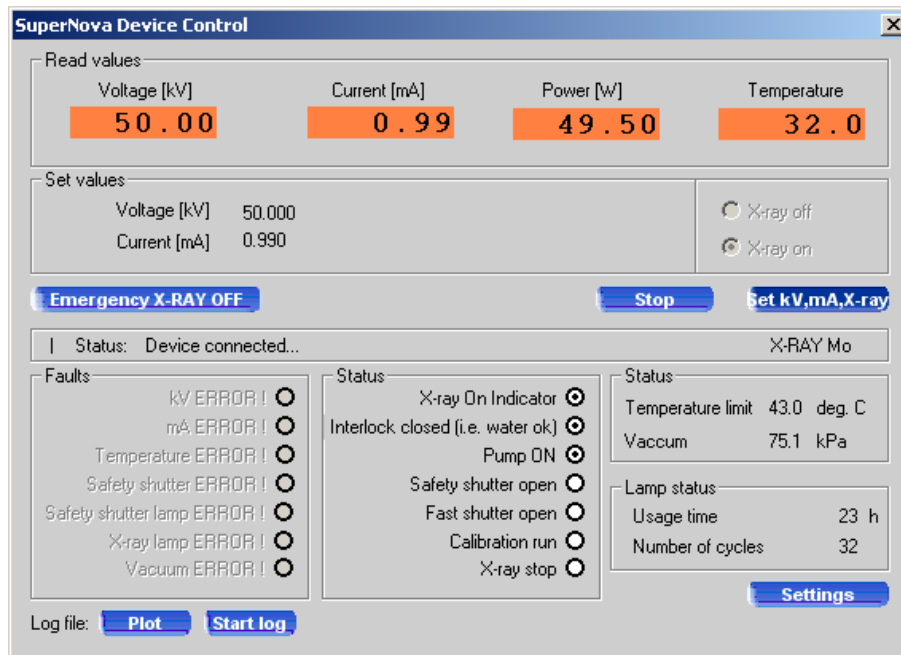 SuperNova Device Control
Read values
Voltage [kV] Current [mA] Power [W] Temperature
50.00 0.99 49.50 32.0
Set values
Voltage [kV] 50.000 X-ray off
Current [mA] 0.990 X-ray on
Emergency X-RAY OFF Stop Set kV,mA,X-ray
| Status: Device connected... X-RAY Mo
Faults
kV ERROR !
mA ERROR !
Temperature ERROR !
Safety shutter ERROR !
Safety shutter lamp ERROR !
X-ray lamp ERROR !
Vacuum ERROR !
Status
X-ray On Indicator
Interlock closed (i.e. water ok)
Pump ON
Safety shutter open
Fast shutter open
Calibration run
X-ray stop
Status
Temperature limit 43.0 deg. C
Vaccum 75.1 kPa
Lamp status
Usage time 23 h
Number of cycles 32
Settings
Log file: Plot Start log